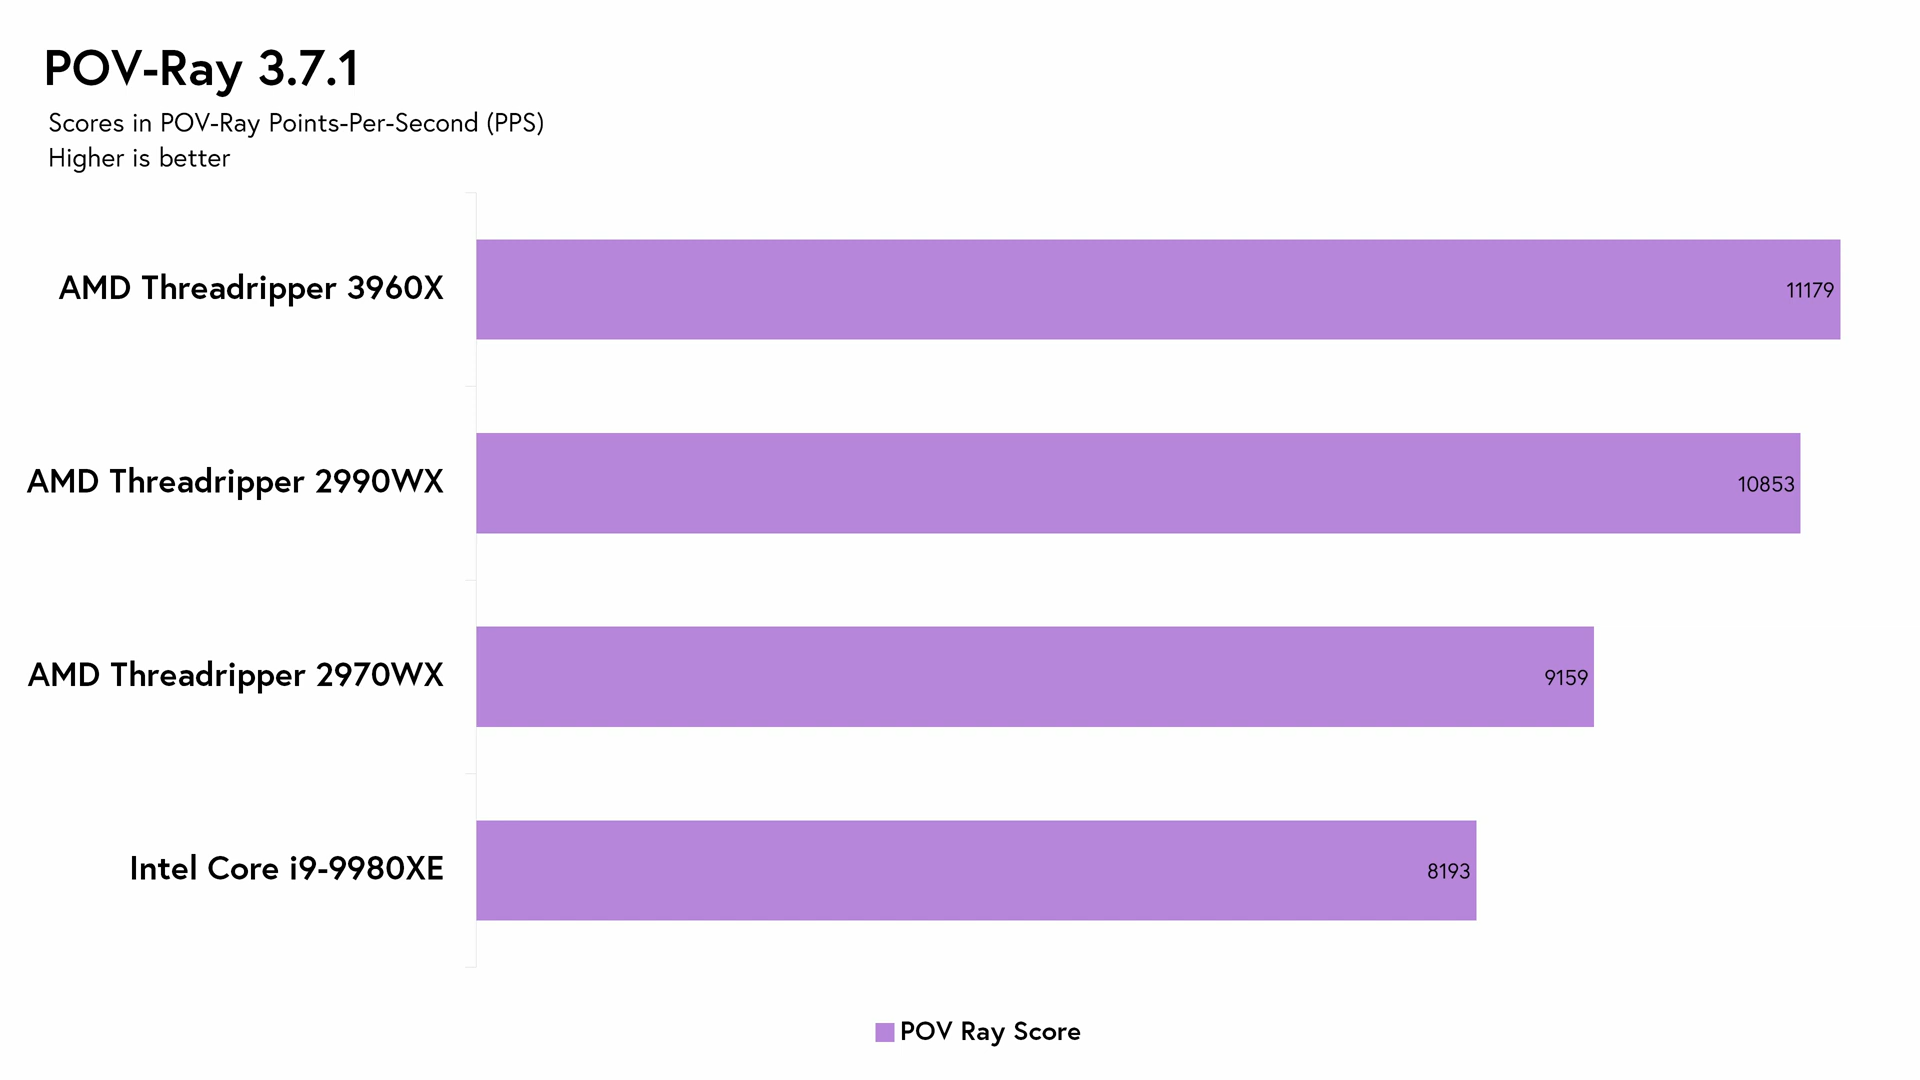 POV-Ray 3.7.1
Scores in POV-Ray Points-Per-Second (PPS)
Higher is better
AMD Threadripper 3960X
11179
AMD Threadripper 2990WX
10853
AMD Threadripper 2970WX
9159
Intel Core i9-9980XE
8193
POV Ray Score